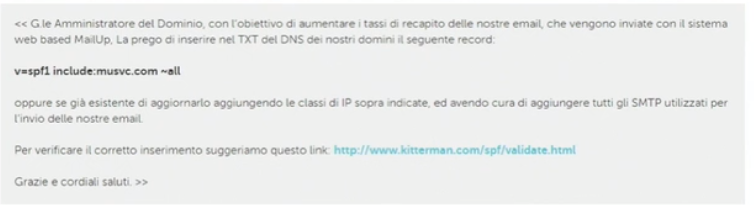 << G.le Amministratore del Dominio, con l'obiettivo di aumentare i tassi di recapito delle nostre email, che vengono inviate con il sistema
web based MailUp, La prego di inserire nel TXT del DNS dei nostri domini il seguente record:
v=spf1 include:musvc.com ~all
oppure se già esistente di aggiornarlo aggiungendo le classi di IP sopra indicate, ed avendo cura di aggiungere tutti gli SMTP utilizzati per
l'invio delle nostre email.
Per verificare il corretto inserimento suggeriamo questo link: http://www.kitterman.com/spf/validate.html
Grazie e cordiali saluti. >>